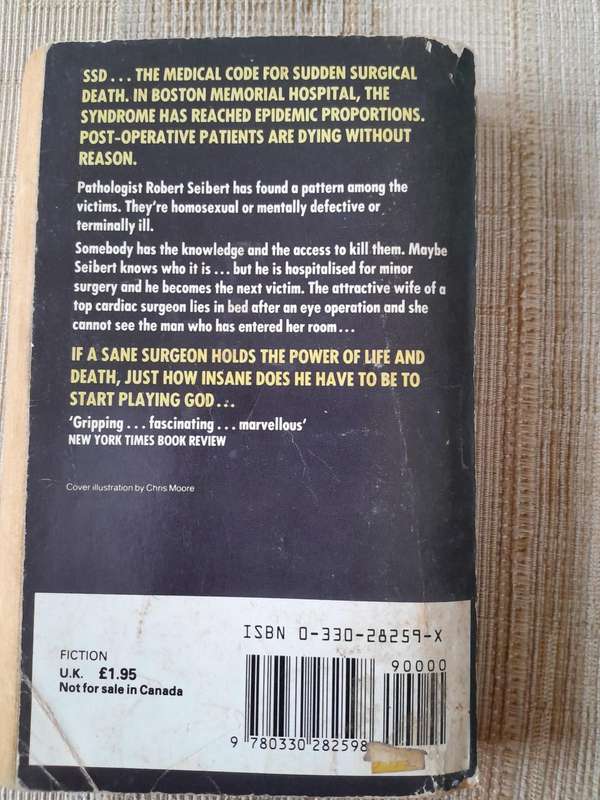 SSD... THE MEDICAL CODE FOR SUDDEN SURGICAL
DEATH. IN BOSTON MEMORIAL HOSPITAL, THE
SYNDROME HAS REACHED EPIDEMIC PROPORTIONS.
POST-OPERATIVE PATIENTS ARE DYING WITHOUT
REASON.
Pathologist Robert Seibert has found a pattern among the
victims. They're homosexual or mentally defective or
terminally ill.
Somebody has the knowledge and the access to kill them. Maybe
Seibert knows who it is... but he is hospitalised for minor
surgery and he becomes the next victim. The attractive wife of a
top cardiac surgeon lies in bed after an eye operation and she
cannot see the man who has entered her room...
IF A SANE SURGEON HOLDS THE POWER OF LIFE AND
DEATH, JUST HOW INSANE DOES HE HAVE TO BE TO
START PLAYING GOD...
'Gripping... fascinating... marvellous'
NEW YORK TIMES BOOK REVIEW
Cover illustration by Chris Moore
ISBN 0-330-28259-X
FICTION
U.K. £1.95
Not for sale in Canada
90000
9 780330 282598